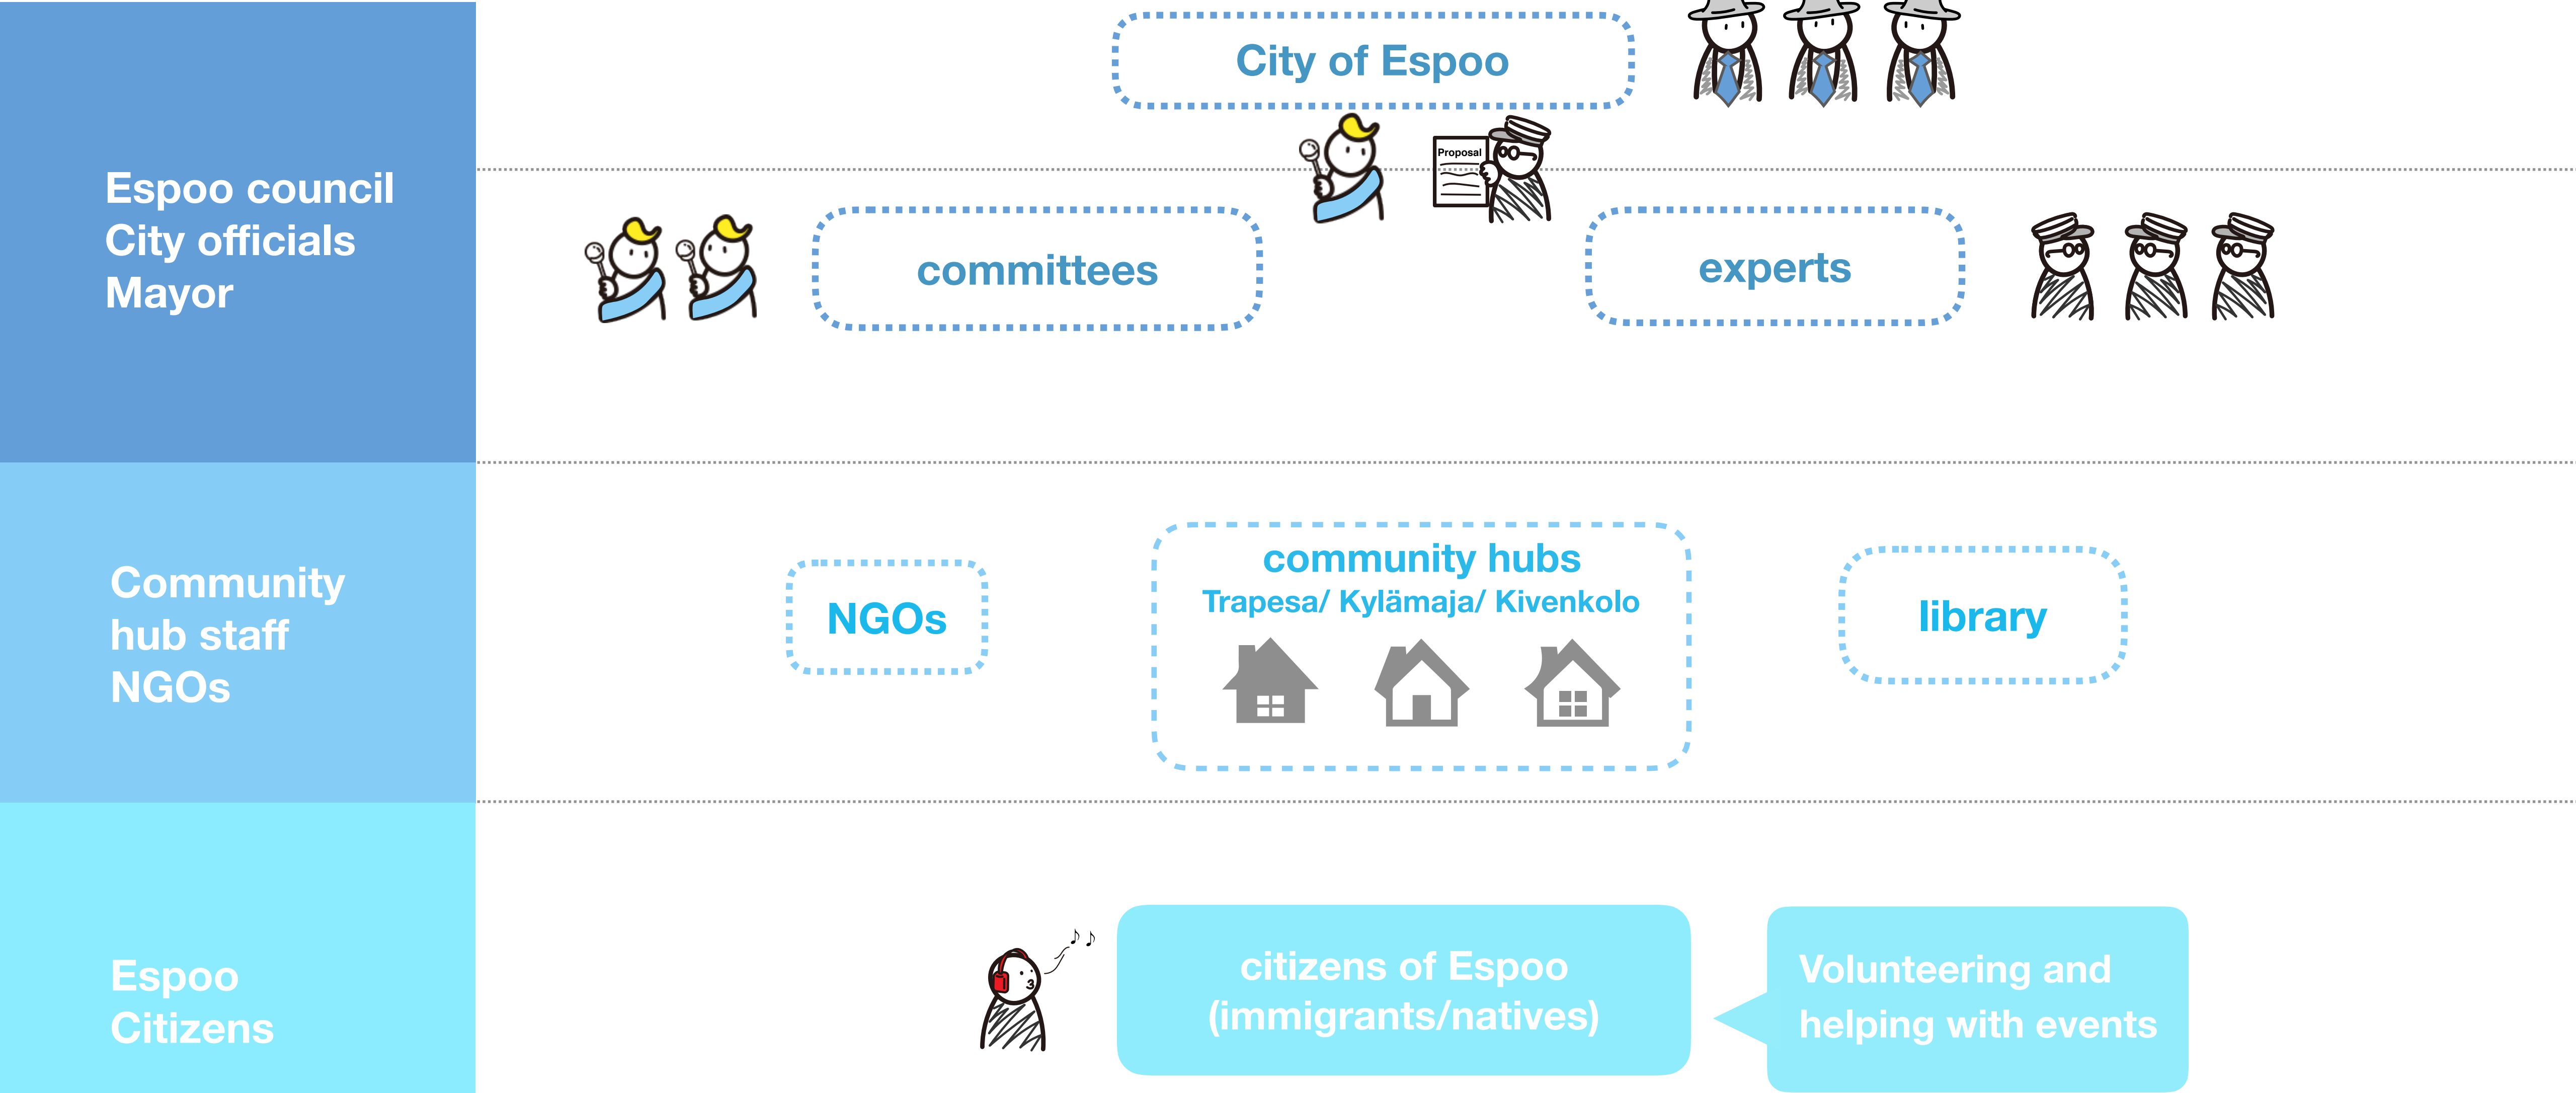 City of Espoo
Proposal
Espoo council
City officials
Mayor
committees
experts
Community
hub staff
NGOs
NGOs
community hubs
Trapesa/ Kylämaja/ Kivenkolo
library
Espoo
Citizens
citizens of Espoo
(immigrants/natives)
Volunteering and
helping with events